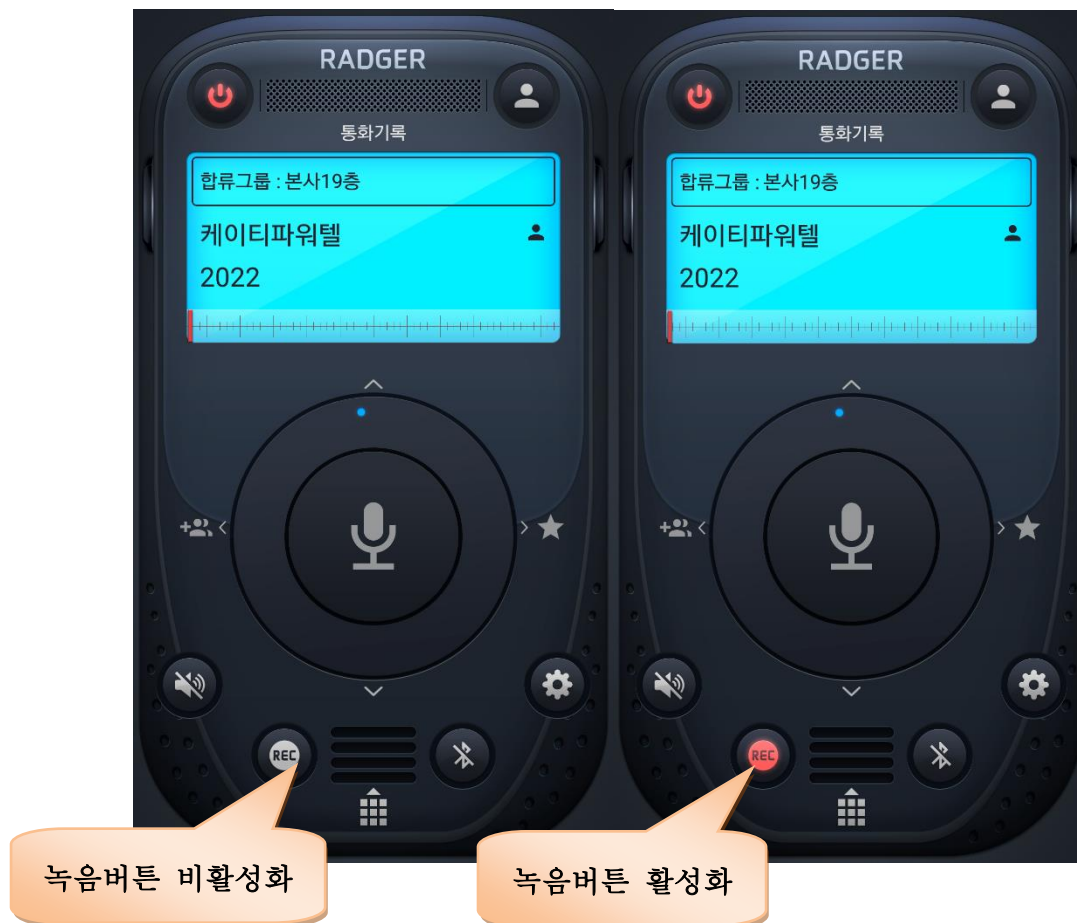 RADGER
통화기록
합류그룹 : 본사19층
케이티파워텔
2022
REC
녹음버튼 비활성화
RADGER
통화기록
합류그룹 : 본사19층
케이티파워텔
2022
REC
녹음버튼 활성화